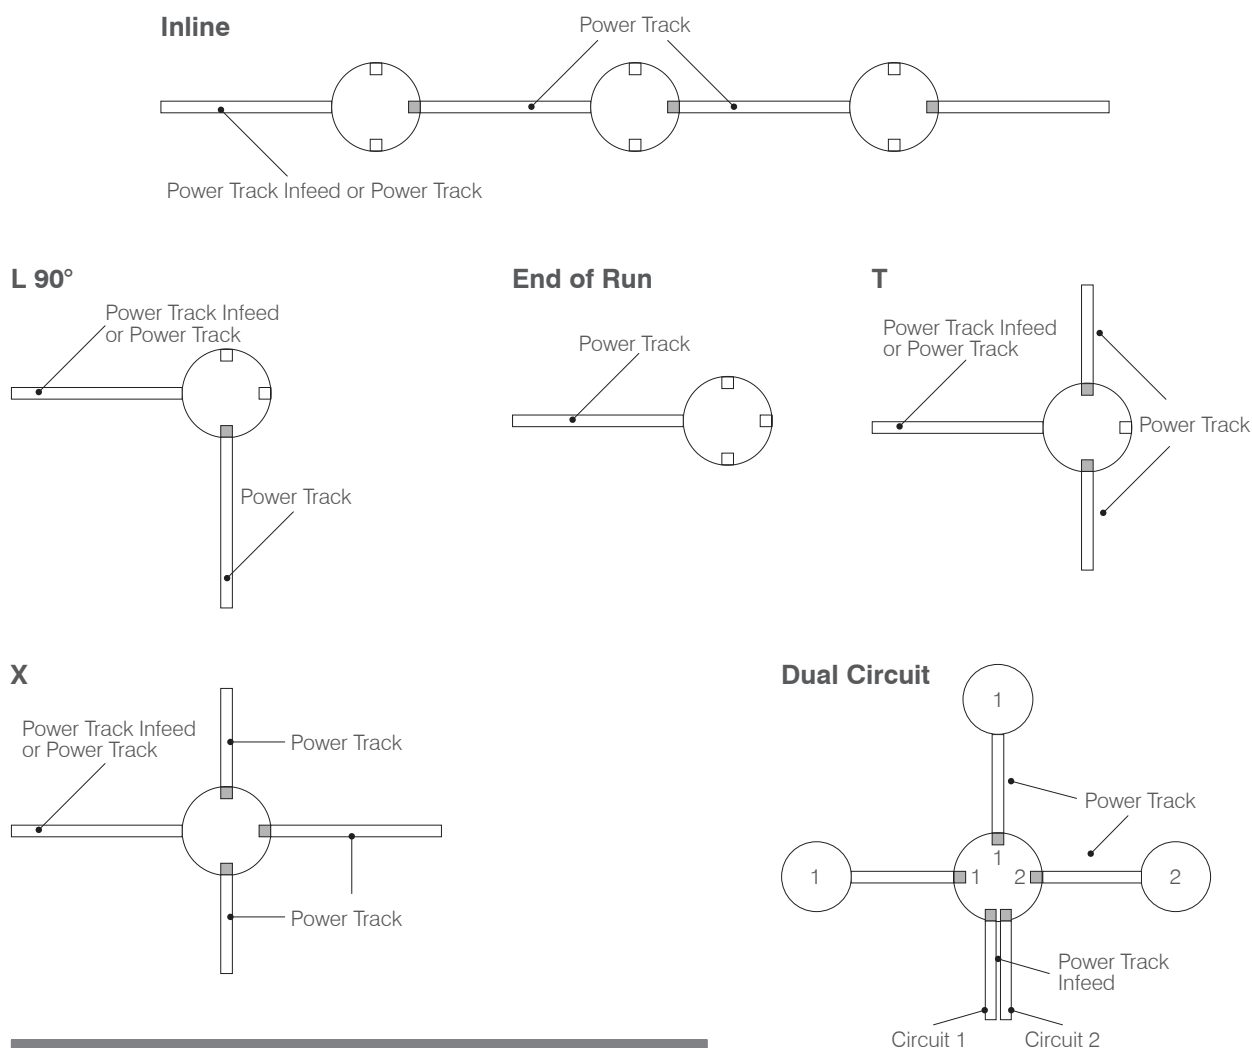 Inline
Power Track
Power Track Infeed or Power Track
L 90°
Power Track Infeed
or Power Track
Power Track
End of Run
Power Track
T
Power Track Infeed
or Power Track
Power Track
X
Power Track Infeed
or Power Track
Power Track
Power Track
Dual Circuit
1
Power Track
1
1
1
2
2
Power Track
Infeed
Circuit 1
Circuit 2